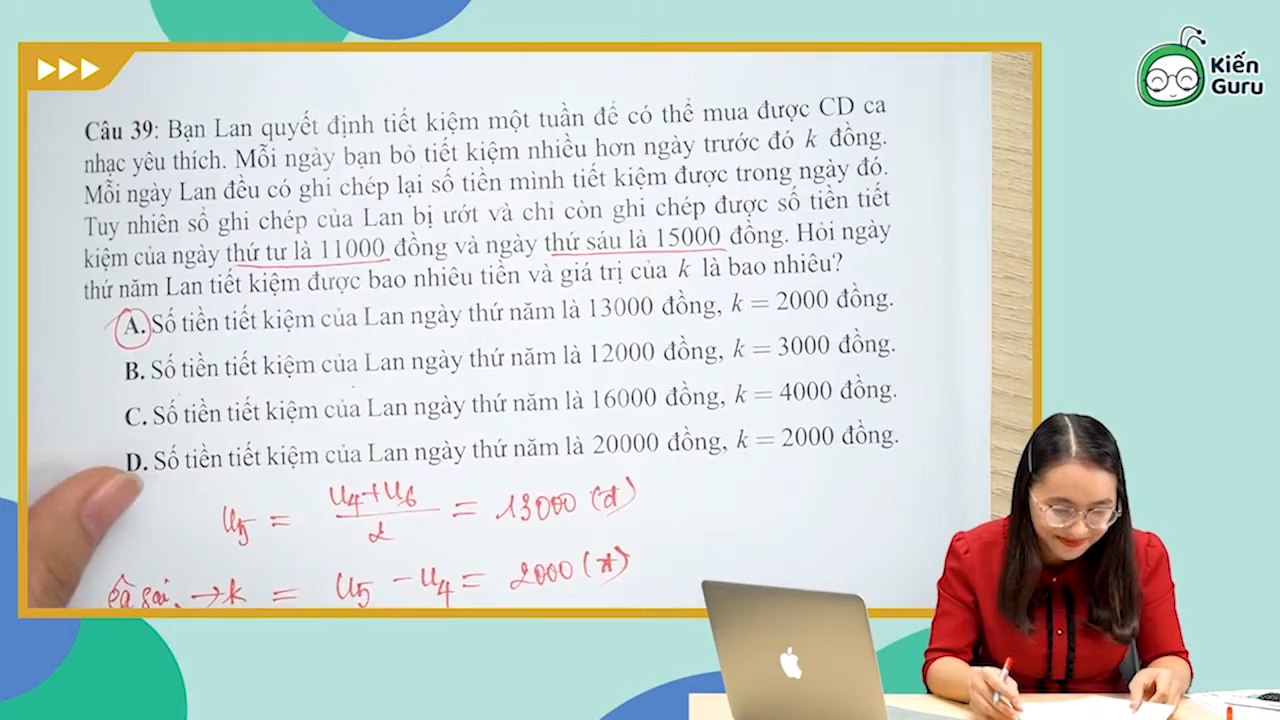 Kiến
Guru
Câu 39: Bạn Lan quyết định tiết kiệm một tuần để có thể mua được CD ca
nhạc yêu thích. Mỗi ngày bạn bỏ tiết kiệm nhiều hơn ngày trước đó k đồng.
Mỗi ngày Lan đều có ghi chép lại số tiền mình tiết kiệm được trong ngày đó.
Tuy nhiên sổ ghi chép của Lan bị ướt và chỉ còn ghi chép được số tiền tiết
kiệm của ngày thứ tư là 11000 đồng và ngày thứ sáu là 15000 đồng. Hỏi ngày
thứ năm Lan tiết kiệm được bao nhiêu tiền và giá trị của k là bao nhiêu?
A. Số tiền tiết kiệm của Lan ngày thứ năm là 13000 đồng, k = 2000 đồng.
B. Số tiền tiết kiệm của Lan ngày thứ năm là 12000 đồng, k = 3000 đồng.
C. Số tiền tiết kiệm của Lan ngày thứ năm là 16000 đồng, k = 4000 đồng.
D. Số tiền tiết kiệm của Lan ngày thứ năm là 20000 đồng, k = 2000 đồng.
u5 = (u4+u6)/2 = 13000 (đ)
sai → k = u5 - u4 = 2000 (đ)